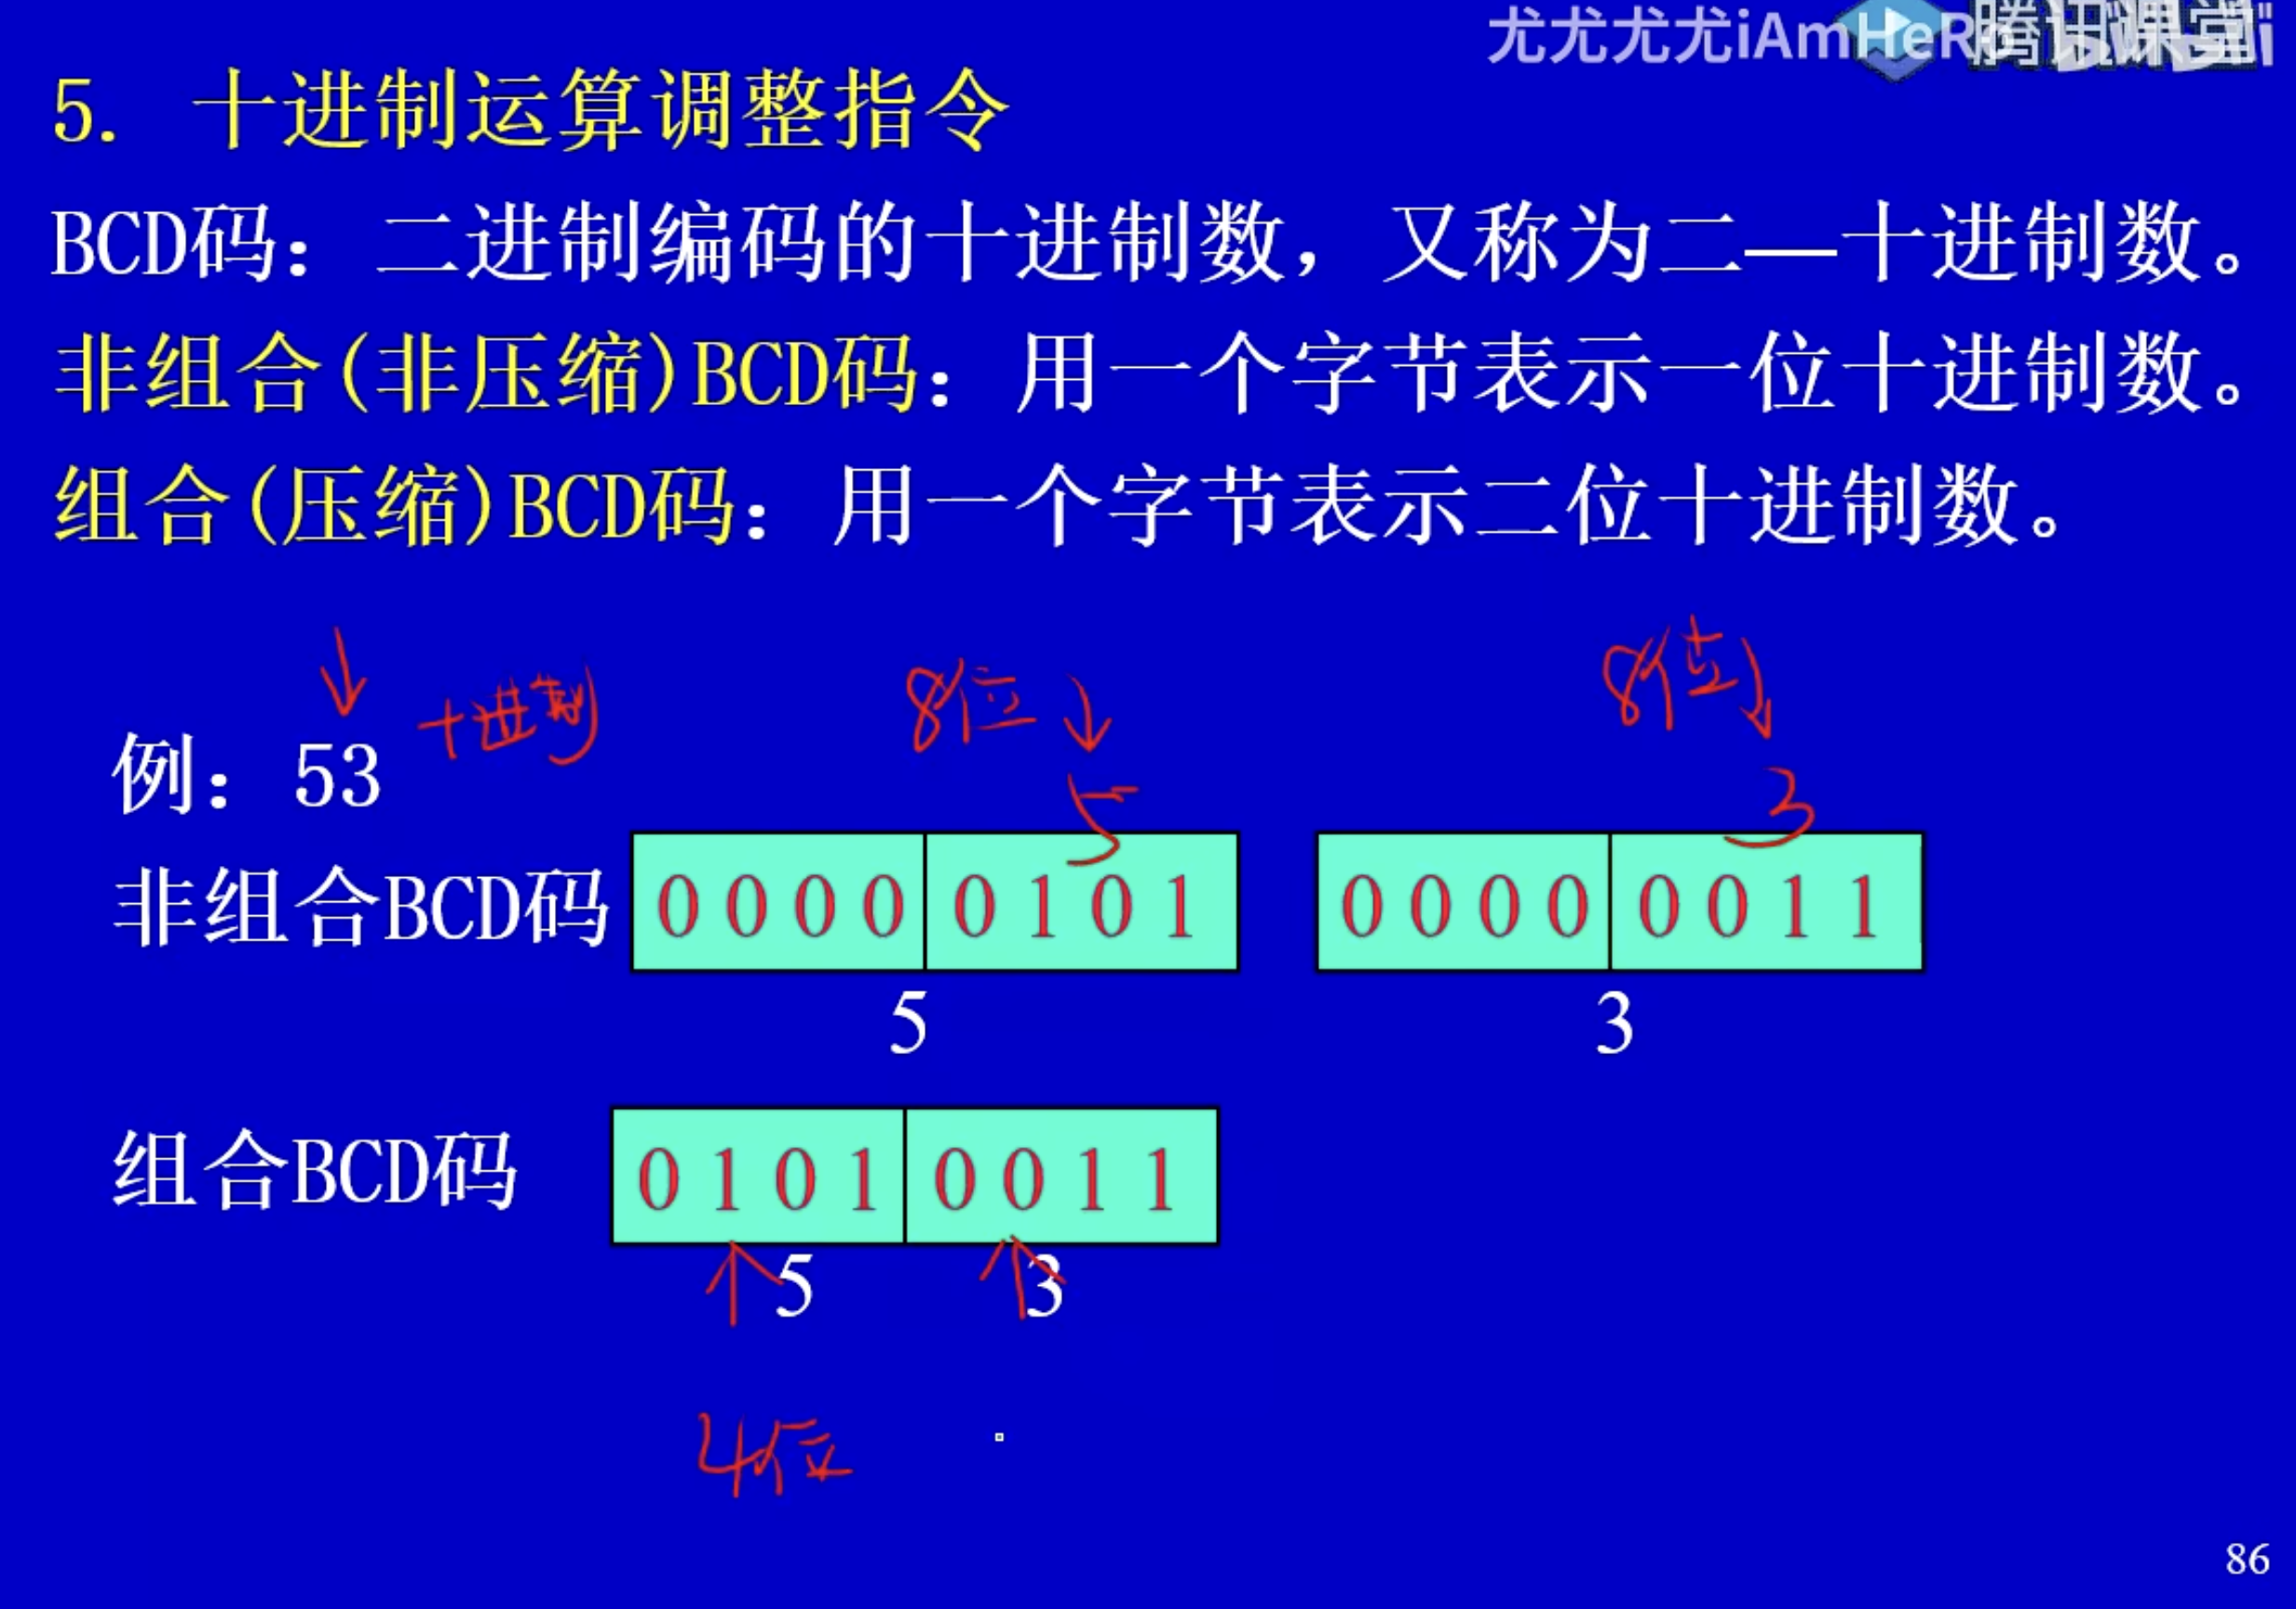 尤尤尤尤iAmHeR
腾讯课堂
5. 十进制运算调整指令
BCD码：二进制编码的十进制数，又称为二—十进制数。
非组合(非压缩)BCD码：用一个字节表示一位十进制数。
组合(压缩)BCD码：用一个字节表示二位十进制数。
十进制
8位
8位
例：53
5
3
非组合BCD码 0 0 0 0 0 1 0 1 0 0 0 0 0 0 1 1
5 3
组合BCD码 0 1 0 1 0 0 1 1
5 3
4位
86